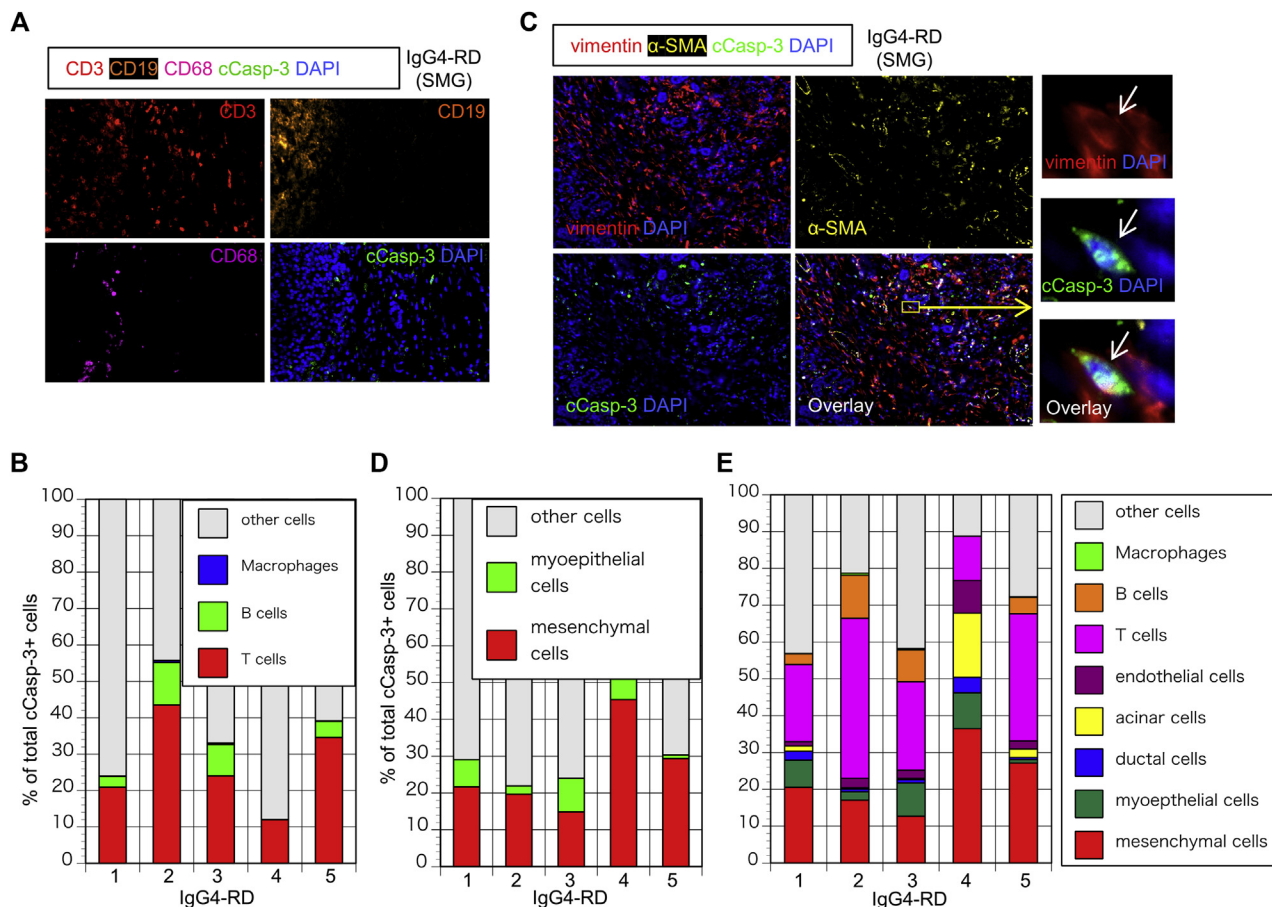 A
CD3 CD19 CD68 cCasp-3 DAPI
IgG4-RD
(SMG)
CD3
CD19
CD68
cCasp-3 DAPI
C
vimentin α-SMA cCasp-3 DAPI
IgG4-RD
(SMG)
vimentin DAPI
α-SMA
cCasp-3 DAPI
Overlay
vimentin DAPI
cCasp-3 DAPI
Overlay
B
% of total cCasp-3+ cells
100
90
80
70
60
50
40
30
20
10
0
other cells
Macrophages
B cells
T cells
1 2 3 4 5
IgG4-RD
D
100
90
80
70
60
50
40
30
20
10
0
other cells
myoepithelial
cells
mesenchymal
cells
1 2 3 4 5
IgG4-RD
E
100
90
80
70
60
50
40
30
20
10
0
1 2 3 4 5
IgG4-RD
other cells
Macrophages
B cells
T cells
endothelial cells
acinar cells
ductal cells
myoepthelial cells
mesenchymal cells